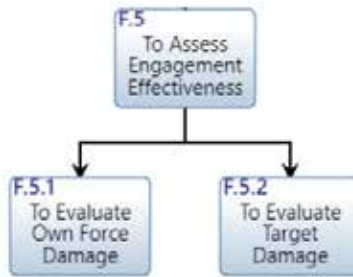 F.5
To Assess
Engagement
Effectiveness
F.5.1
To Evaluate
Own Force
Damage
F.5.2
To Evaluate
Target
Damage